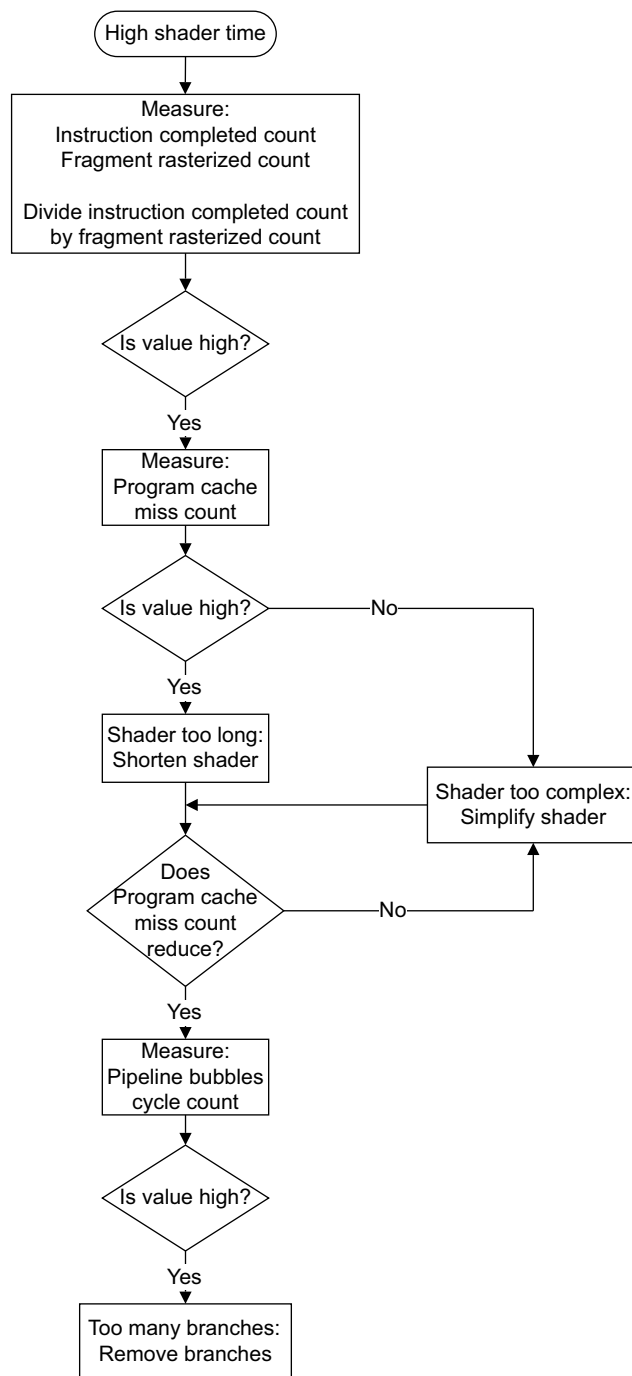 High shader time
Measure:
Instruction completed count
Fragment rasterized count
Divide instruction completed count
by fragment rasterized count
Is value high?
Yes
Measure:
Program cache
miss count
Is value high?
No
Yes
Shader too long:
Shorten shader
Shader too complex:
Simplify shader
Does
Program cache
miss count
reduce?
No
Yes
Measure:
Pipeline bubbles
cycle count
Is value high?
Yes
Too many branches:
Remove branches